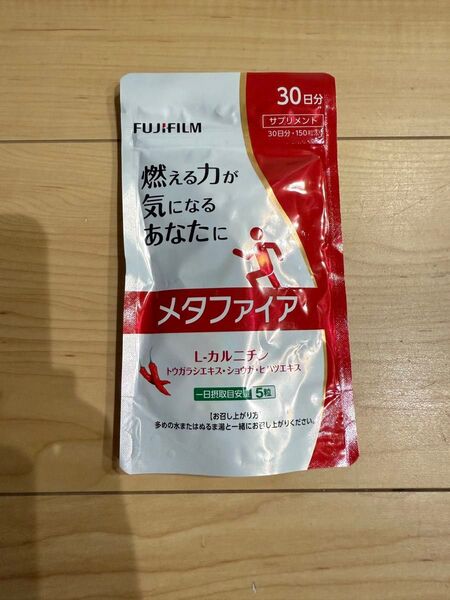 30日分
サプリメント
30日分・150粒入
FUJIFILM
燃える力が
気になる
あなたに
メタファイア
L-カルニチン
トウガラシエキス・ショウガ・ヒハツエキス
一日摂取目安量 5粒
【お召し上がり方】
多めの水またはぬるま湯と一緒にお召し上がりください。